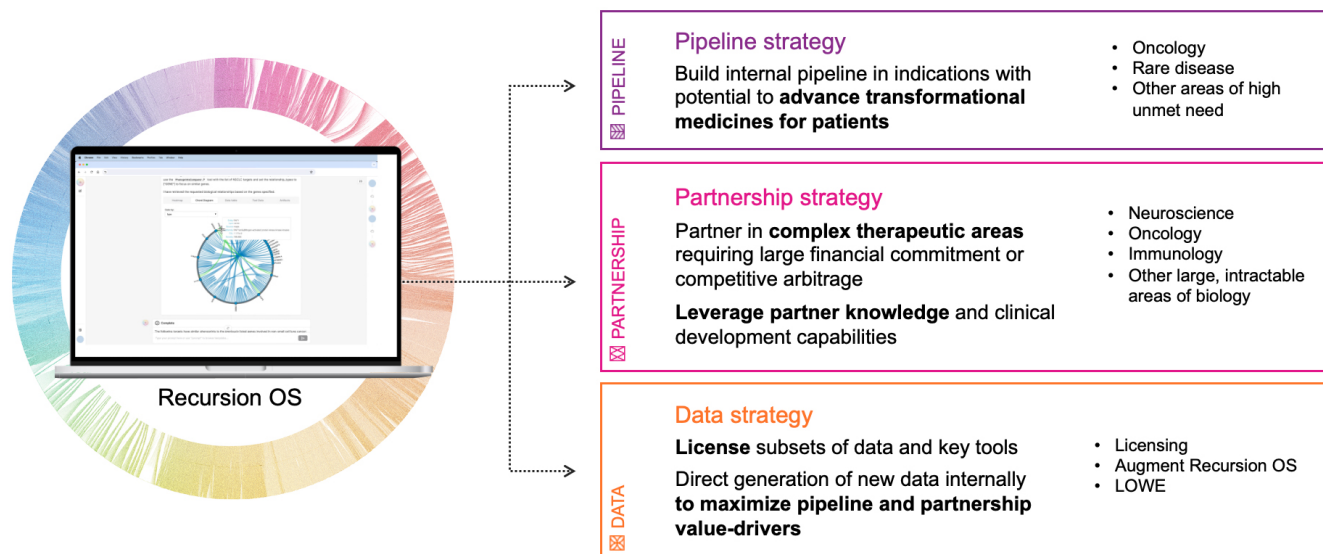 Recursion OS
PIPELINE
Pipeline strategy
Build internal pipeline in indications with
potential to advance transformational
medicines for patients
• Oncology
• Rare disease
• Other areas of high
unmet need
PARTNERSHIP
Partnership strategy
Partner in complex therapeutic areas
requiring large financial commitment or
competitive arbitrage
Leverage partner knowledge and clinical
development capabilities
• Neuroscience
• Oncology
• Immunology
• Other large, intractable
areas of biology
DATA
Data strategy
License subsets of data and key tools
Direct generation of new data internally
to maximize pipeline and partnership
value-drivers
• Licensing
• Augment Recursion OS
• LOWE